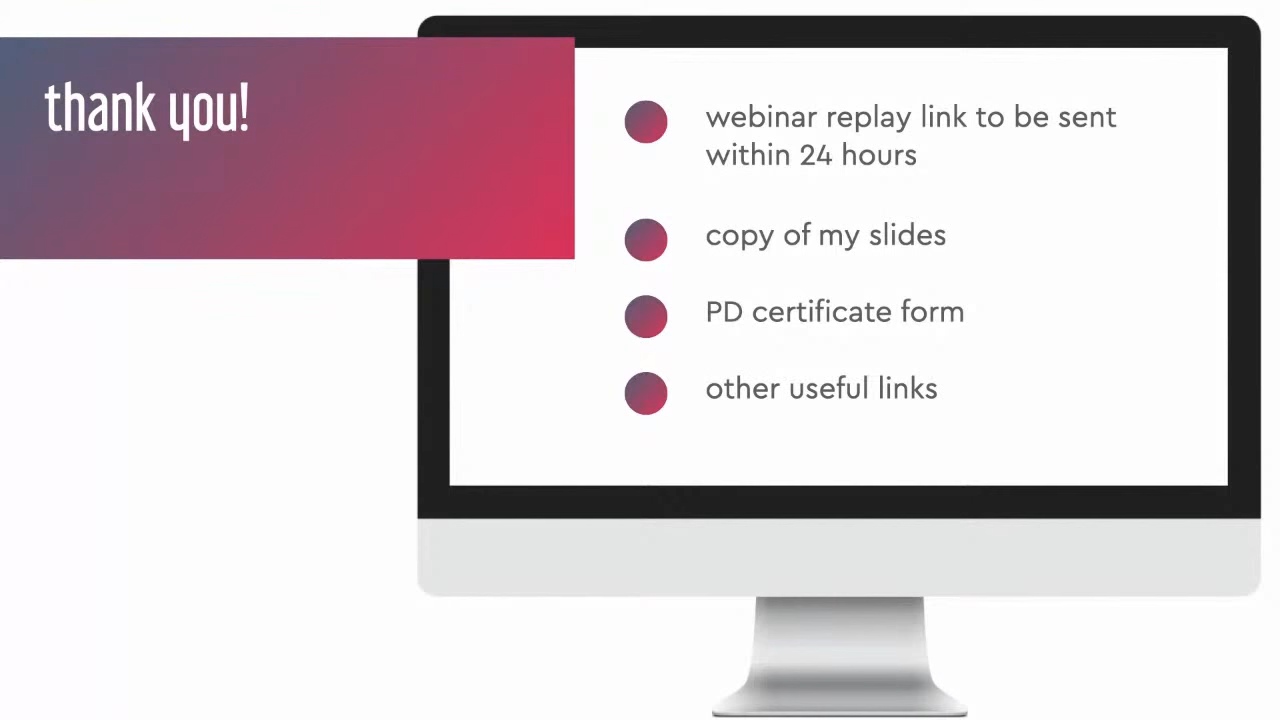 thank you!
webinar replay link to be sent
within 24 hours
copy of my slides
PD certificate form
other useful links